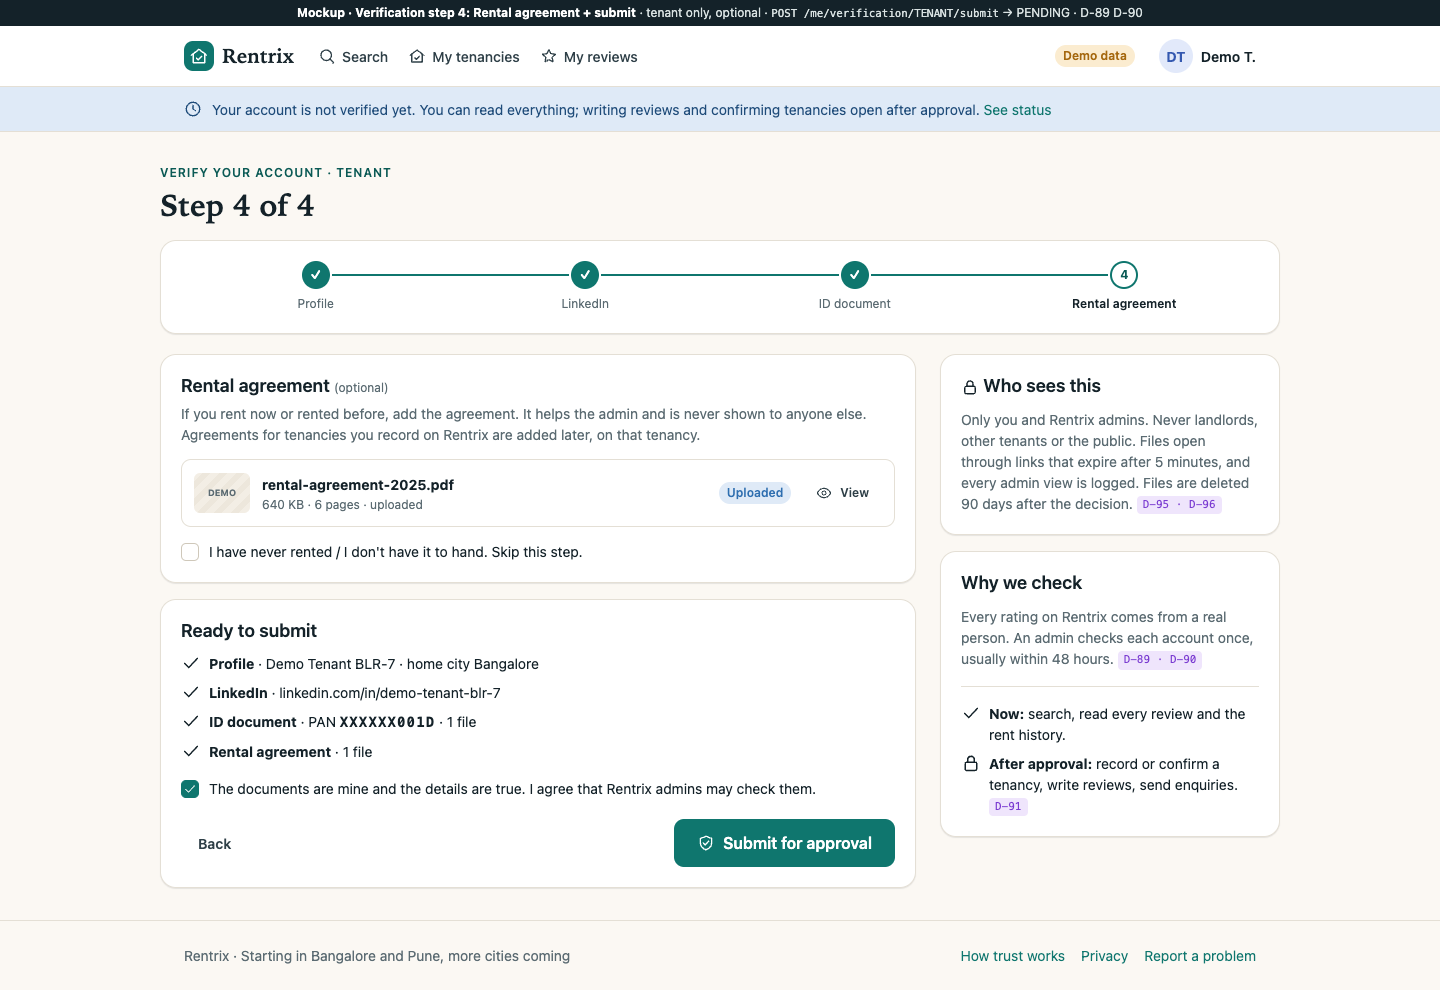 Mockup · Verification step 4: Rental agreement + submit · tenant only, optional · POST /me/verification/TENANT/submit → PENDING · D-89 D-90
Rentrix
Search
My tenancies
My reviews
Demo data
DT
Demo T.
Your account is not verified yet. You can read everything; writing reviews and confirming tenancies open after approval. See status
VERIFY YOUR ACCOUNT · TENANT
Step 4 of 4
4
Profile
LinkedIn
ID document
Rental agreement
Rental agreement (optional)
If you rent now or rented before, add the agreement. It helps the admin and is never shown to anyone else.
Agreements for tenancies you record on Rentrix are added later, on that tenancy.
DEMO
rental-agreement-2025.pdf
640 KB · 6 pages · uploaded
Uploaded
View
I have never rented / I don't have it to hand. Skip this step.
Ready to submit
Profile · Demo Tenant BLR-7 · home city Bangalore
LinkedIn · linkedin.com/in/demo-tenant-blr-7
ID document · PAN XXXXXX001D · 1 file
Rental agreement · 1 file
The documents are mine and the details are true. I agree that Rentrix admins may check them.
Back
Submit for approval
Who sees this
Only you and Rentrix admins. Never landlords,
other tenants or the public. Files open
through links that expire after 5 minutes, and
every admin view is logged. Files are deleted
90 days after the decision. D-95 · D-96
Why we check
Every rating on Rentrix comes from a real
person. An admin checks each account once,
usually within 48 hours. D-89 · D-90
Now: search, read every review and the
rent history.
After approval: record or confirm a
tenancy, write reviews, send enquiries.
D-91
Rentrix · Starting in Bangalore and Pune, more cities coming
How trust works
Privacy
Report a problem